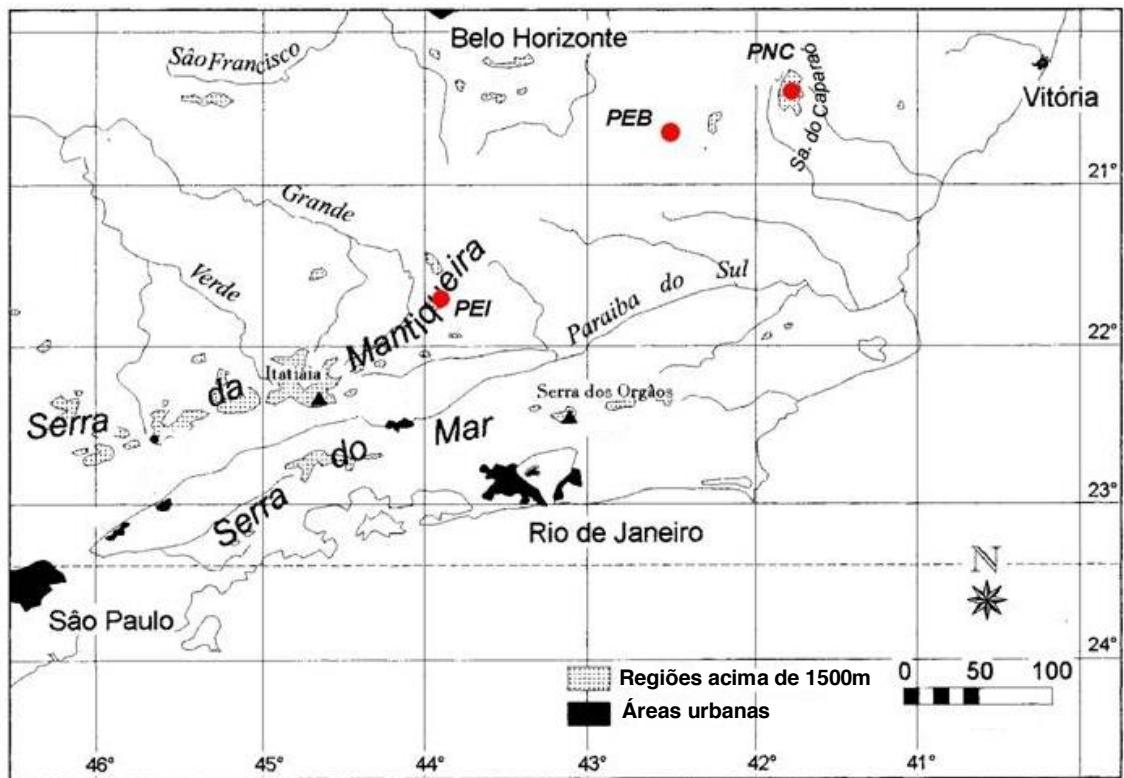 Belo Horizonte
São Francisco
PNC
Sa. do Caparaó
Vitória
PEB
21°
Grande
Verde
Mantiqueira
PEI
Paraiba do Sul
22°
Itatiaia
Serra dos Orgãos
Serra da
Serra do Mar
23°
Rio de Janeiro
N
São Paulo
24°
Regiões acima de 1500m
Áreas urbanas
0 50 100
46° 45° 44° 43° 42° 41°